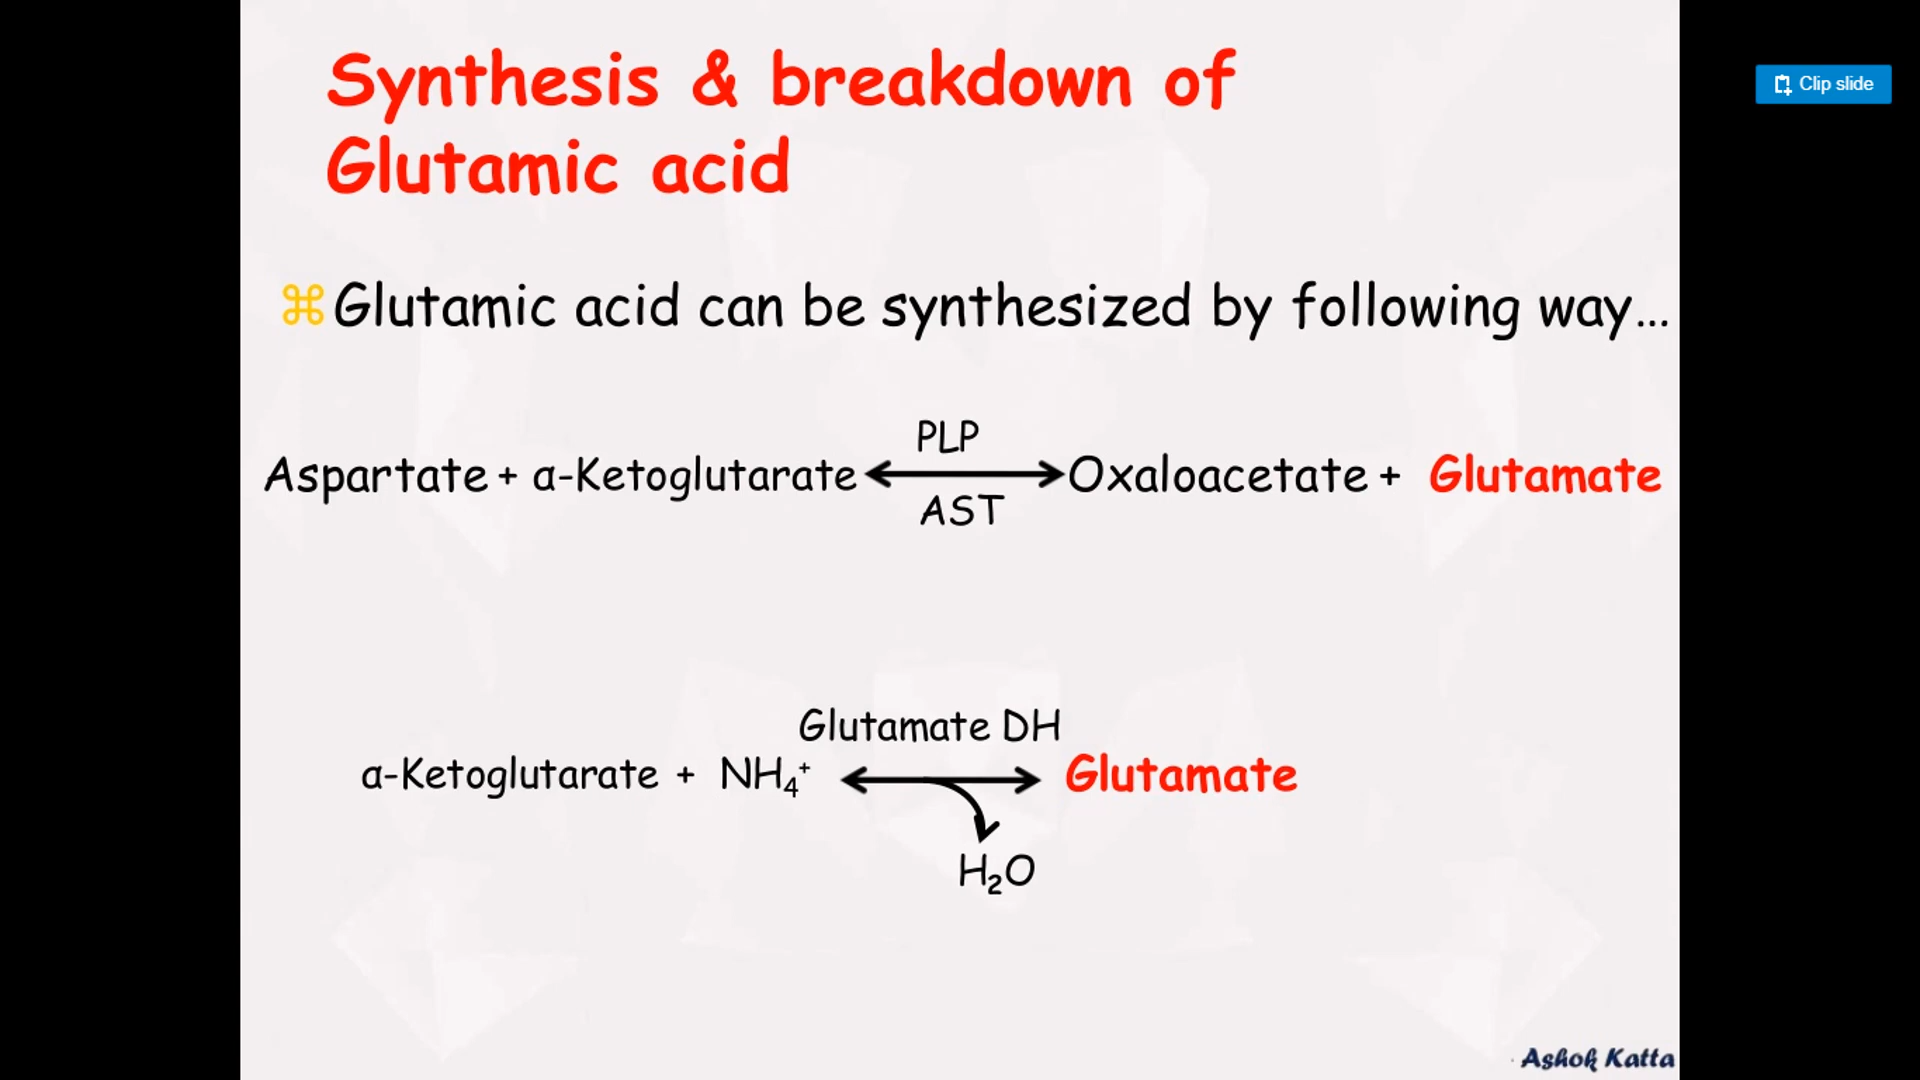 Synthesis & breakdown of
Glutamic acid
Clip slide
⌘Glutamic acid can be synthesized by following way...
PLP
Aspartate + α-Ketoglutarate ⟷ Oxaloacetate + Glutamate
AST
Glutamate DH
α-Ketoglutarate + NH₄⁺ ⟷ Glutamate
H₂O
Ashok Katta